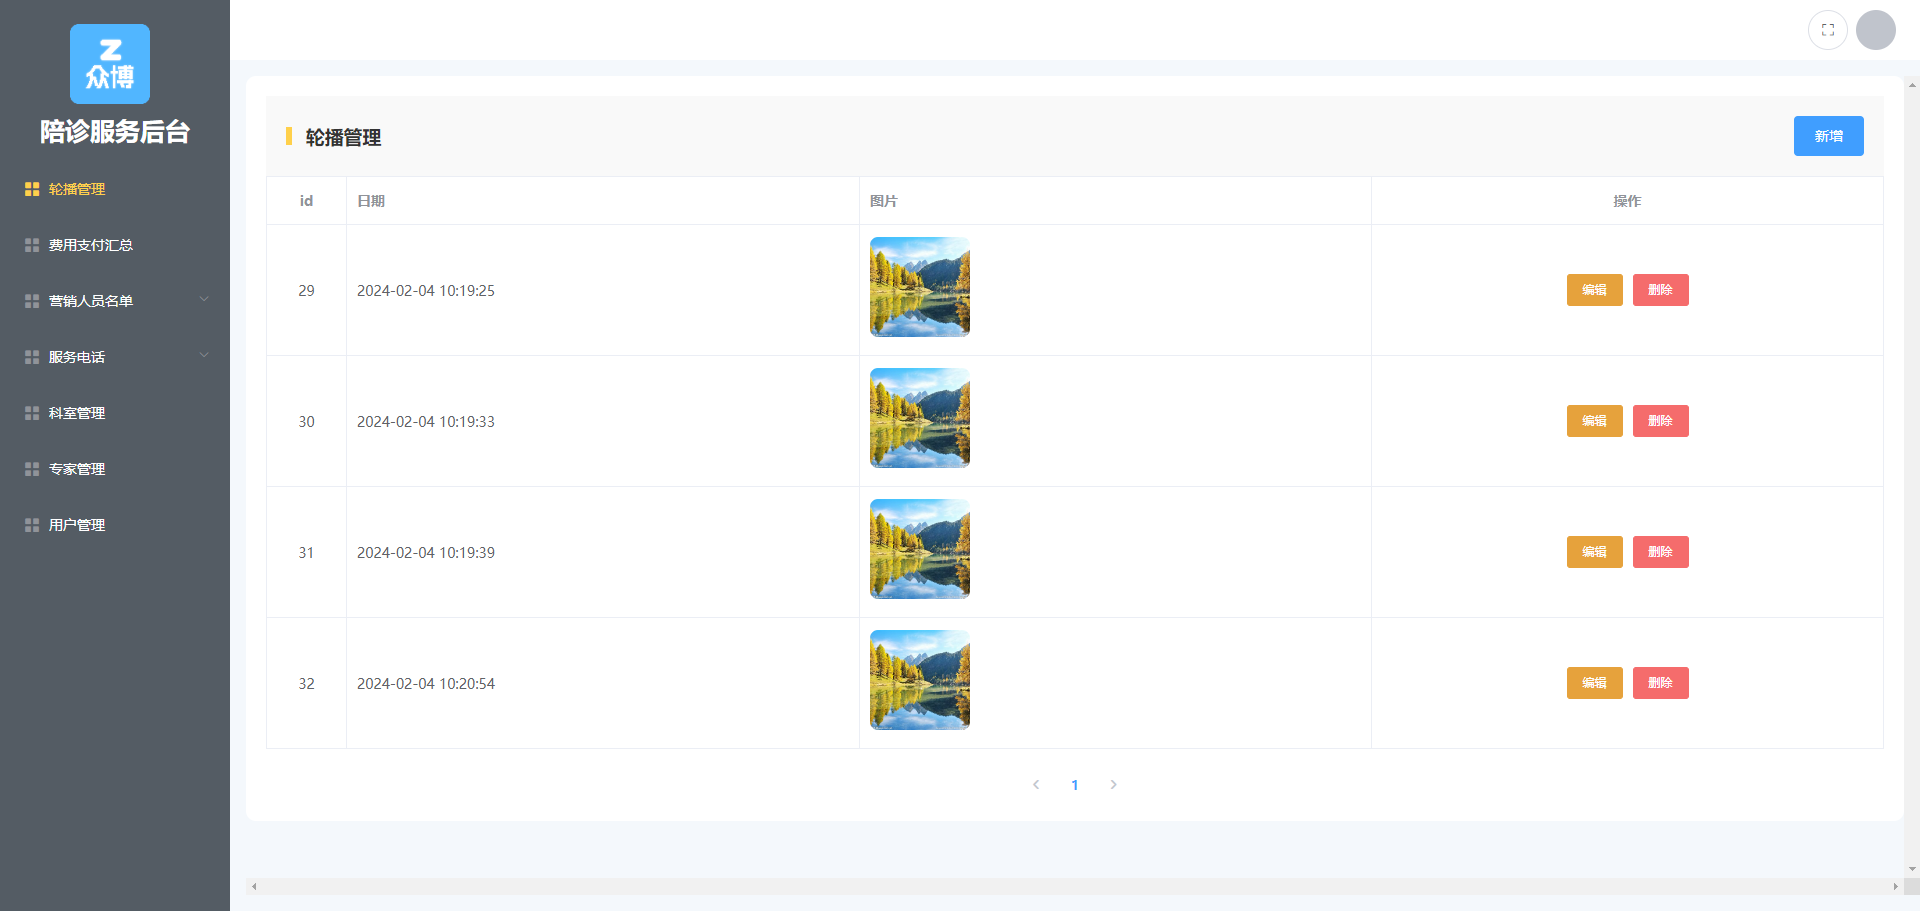 Z
众博
陪诊服务后台
轮播管理
费用支付汇总
营销人员名单
服务电话
科室管理
专家管理
用户管理
轮播管理
新增
id 日期 图片 操作
29 2024-02-04 10:19:25 编辑 删除
30 2024-02-04 10:19:33 编辑 删除
31 2024-02-04 10:19:39 编辑 删除
32 2024-02-04 10:20:54 编辑 删除
1